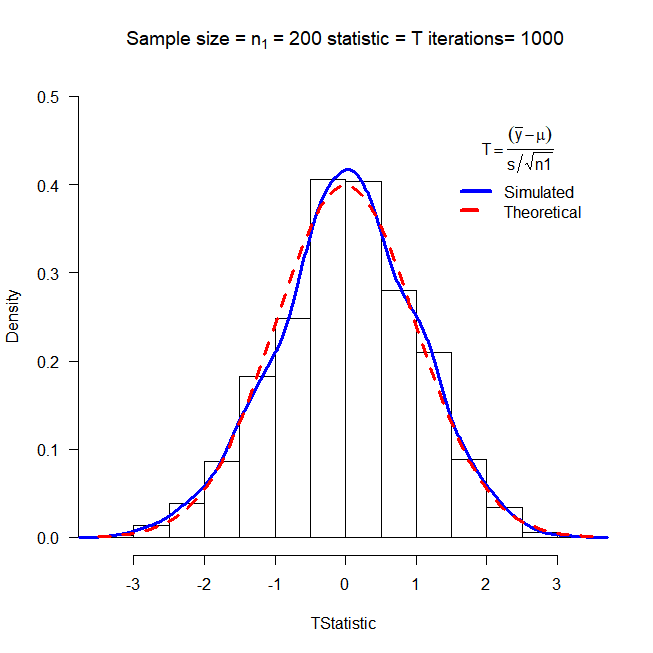 Sample size = n₁ = 200 statistic = T iterations= 1000
0.5
0.4
0.3
0.2
0.1
0.0
Density
T = (y̅ − μ) / s/√n1
Simulated
Theoretical
-3 -2 -1 0 1 2 3
TStatistic